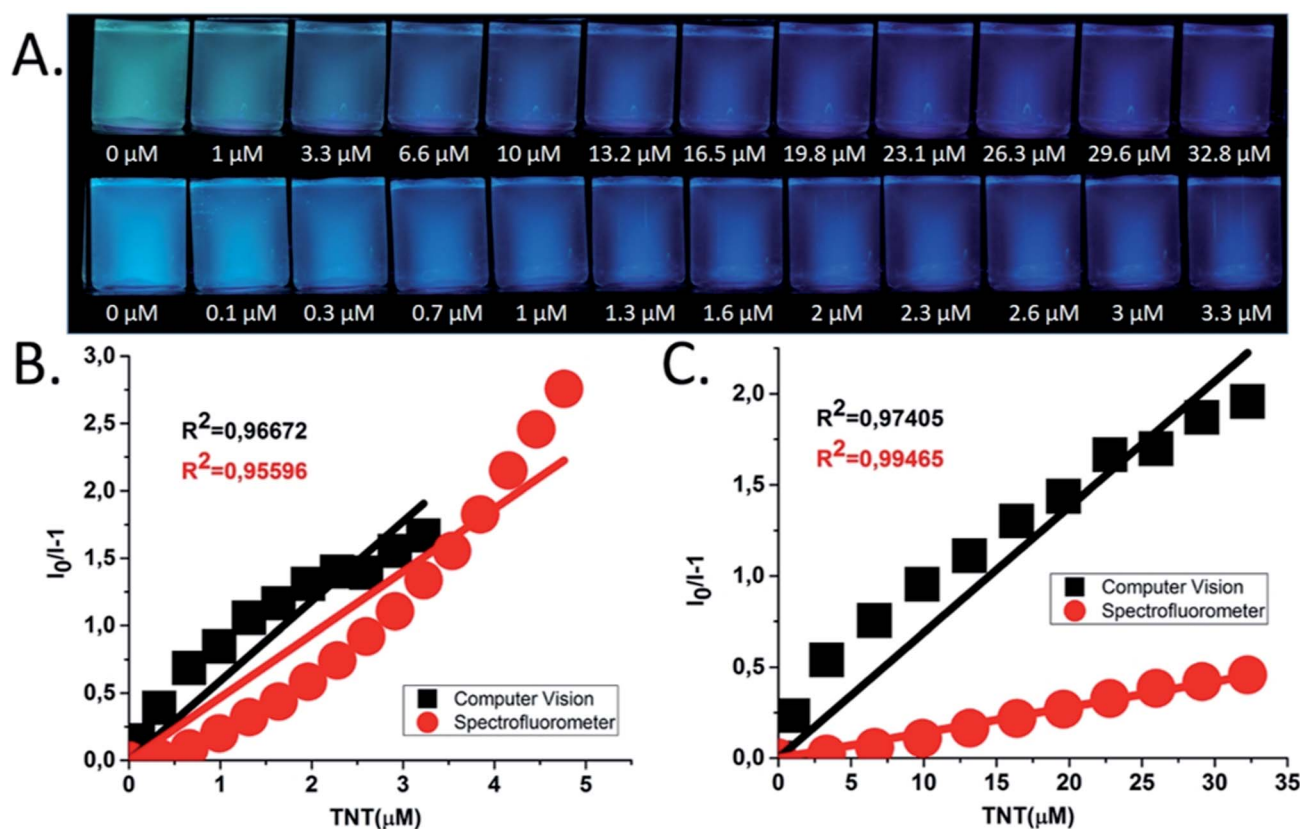 A.
0 µM 1 µM 3.3 µM 6.6 µM 10 µM 13.2 µM 16.5 µM 19.8 µM 23.1 µM 26.3 µM 29.6 µM 32.8 µM
0 µM 0.1 µM 0.3 µM 0.7 µM 1 µM 1.3 µM 1.6 µM 2 µM 2.3 µM 2.6 µM 3 µM 3.3 µM
B.
3,0
2,5
2,0
1,5
1,0
0,5
0,0
I₀/I-1
R²=0,96672
R²=0,95596
Computer Vision
Spectrofluorometer
0 1 2 3 4 5
TNT(µM)
C.
2,0
1,5
1,0
0,5
0,0
I₀/I-1
R²=0,97405
R²=0,99465
Computer Vision
Spectrofluorometer
0 5 10 15 20 25 30 35
TNT(µM)